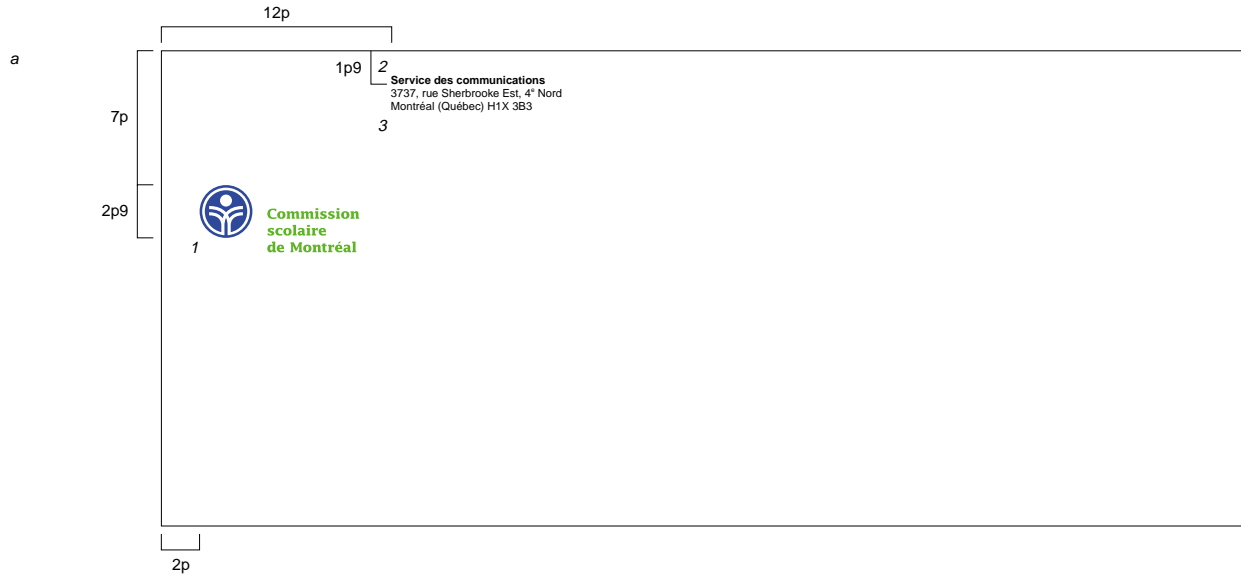 12p
a
1p9
2
Service des communications
3737, rue Sherbrooke Est, 4e Nord
Montréal (Québec) H1X 3B3
7p
3
2p9
Commission
scolaire
de Montréal
1
2p